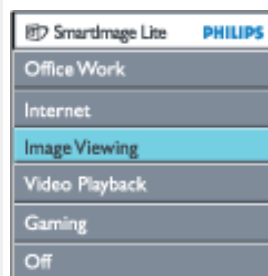 SmartImage Lite PHILIPS
Office Work
Internet
Image Viewing
Video Playback
Gaming
Off